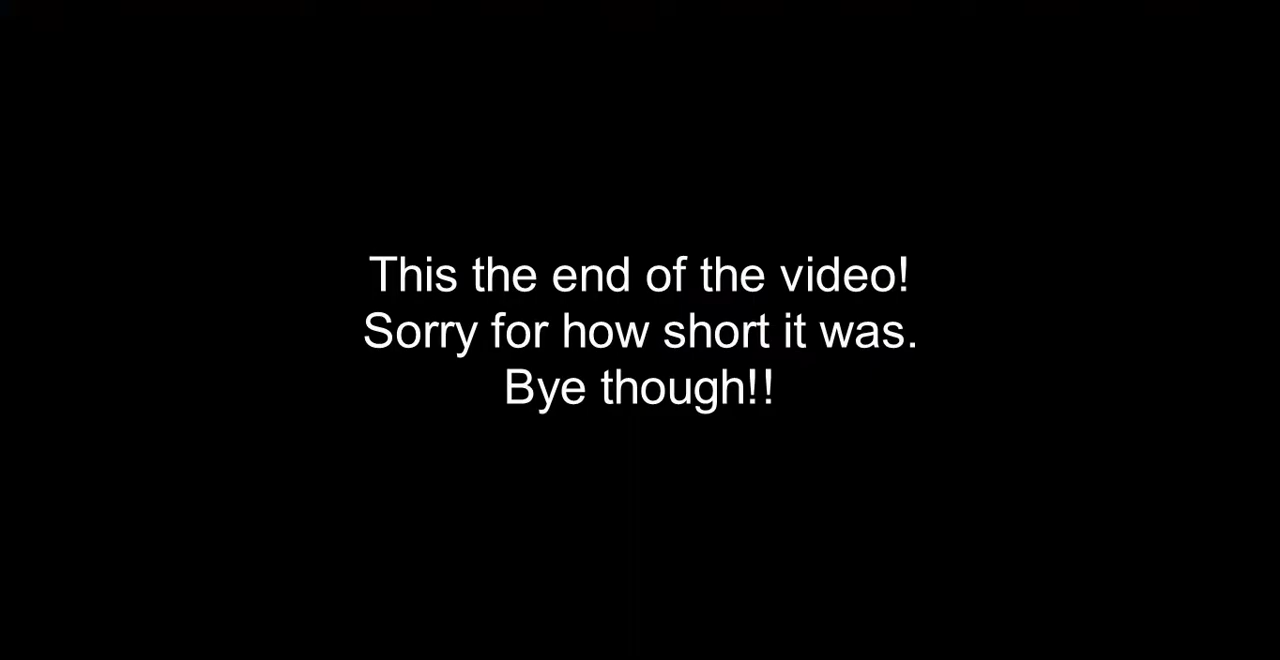 This the end of the video!
Sorry for how short it was.
Bye though!!